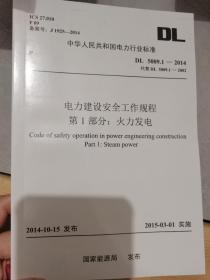 ICS 27.010
F 09
备案号：J 1928—2014
DL
中华人民共和国电力行业标准
DL 5009.1 — 2014
代替 DL 5009.1 — 2002
电力建设安全工作规程
第 1 部分：火力发电
Code of safety operation in power engineering construction
Part 1: Steam power
2014-10-15 发布
2015-03-01 实施
国家能源局 发布